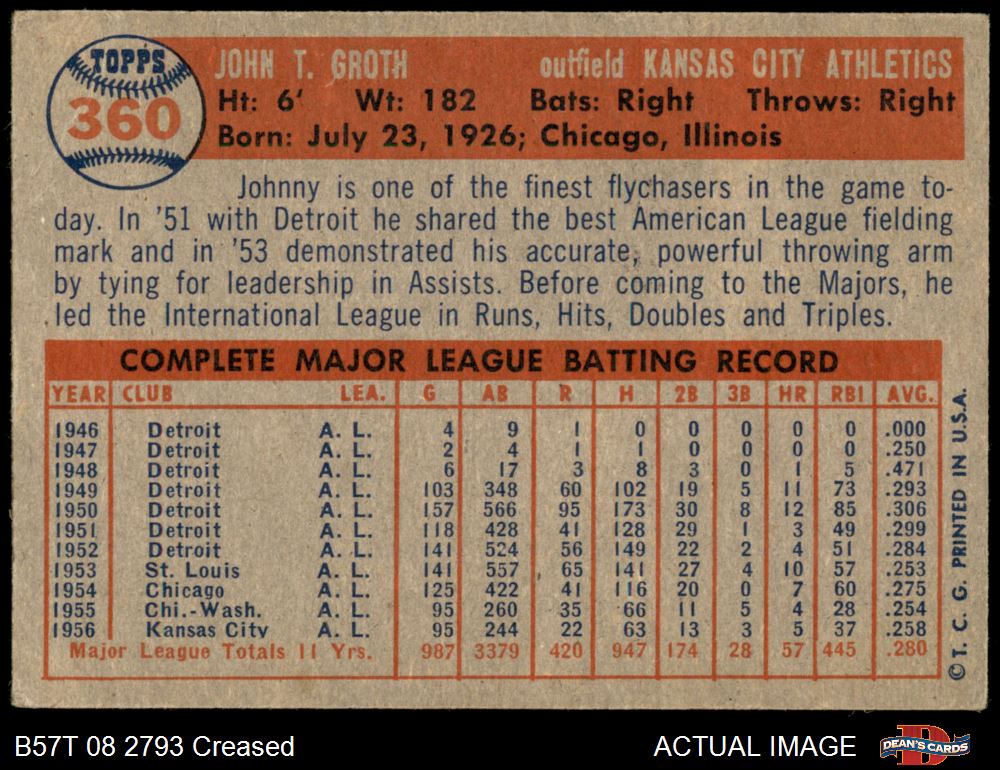 TOPPS
360
JOHN T. GROTH outfield KANSAS CITY ATHLETICS
Ht: 6' Wt: 182 Bats: Right Throws: Right
Born: July 23, 1926; Chicago, Illinois
Johnny is one of the finest flychasers in the game to-
day. In '51 with Detroit he shared the best American League fielding
mark and in '53 demonstrated his accurate, powerful throwing arm
by tying for leadership in Assists. Before coming to the Majors, he
led the International League in Runs, Hits, Doubles and Triples.
COMPLETE MAJOR LEAGUE BATTING RECORD
YEAR CLUB LEA. G AB R H 2B 3B HR RBI AVG.
1946 Detroit A. L. 4 9 1 0 0 0 0 0 .000
1947 Detroit A. L. 2 4 1 1 0 0 0 0 .250
1948 Detroit A. L. 6 17 3 8 3 0 1 5 .471
1949 Detroit A. L. 103 348 60 102 19 5 11 73 .293
1950 Detroit A. L. 157 566 95 173 30 8 12 85 .306
1951 Detroit A. L. 118 428 41 128 29 1 3 49 .299
1952 Detroit A. L. 141 524 56 149 22 2 4 51 .284
1953 St. Louis A. L. 141 557 65 141 27 4 10 57 .253
1954 Chicago A. L. 125 422 41 116 20 0 7 60 .275
1955 Chi.-Wash. A. L. 95 260 35 66 11 5 4 28 .254
1956 Kansas City A. L. 95 244 22 63 13 3 5 37 .258
Major League Totals 11 Yrs. 987 3379 420 947 174 28 57 445 .280
© T. C. G. PRINTED IN U.S.A.
B57T 08 2793 Creased
ACTUAL IMAGE
D
DEAN'S CARDS